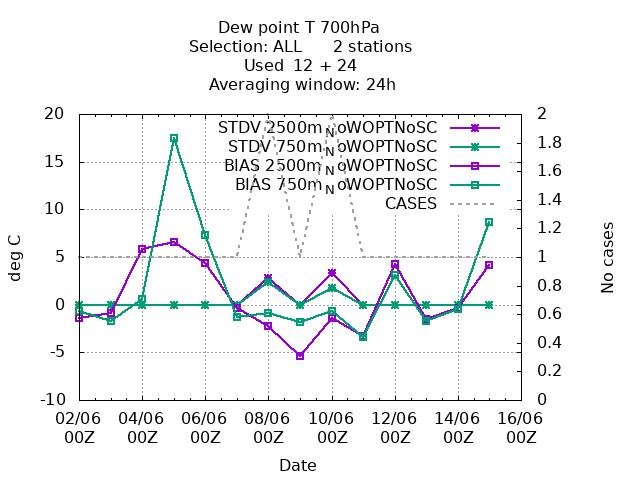 Dew point T 700hPa
Selection: ALL 2 stations
Used 12 + 24
Averaging window: 24h
STDV 2500m NoWOPTNoSC
STDV 750m NoWOPTNoSC
BIAS 2500m NoWOPTNoSC
BIAS 750m NoWOPTNoSC
CASES
20
15
10
5
0
-5
-10
deg C
2
1.8
1.6
1.4
1.2
1
0.8
0.6
0.4
0.2
0
No cases
02/06 04/06 06/06 08/06 10/06 12/06 14/06 16/06
00Z 00Z 00Z 00Z 00Z 00Z 00Z 00Z
Date